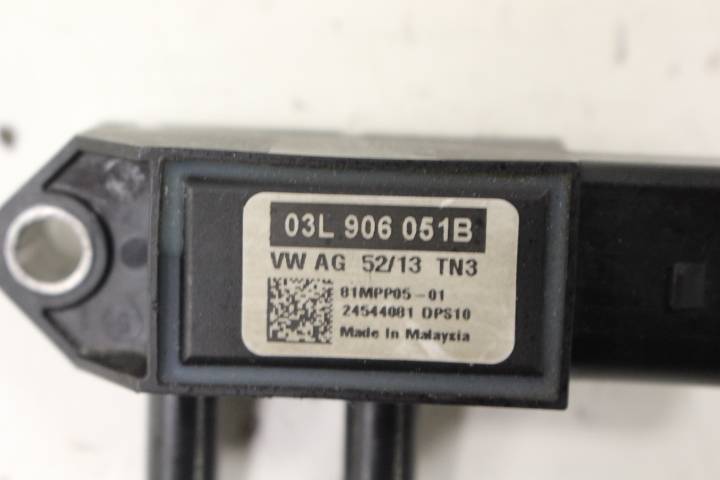 03L 906 051B
VW AG 52/13 TN3
81MPP05-01
24544081 DPS10
Made In Malaysia